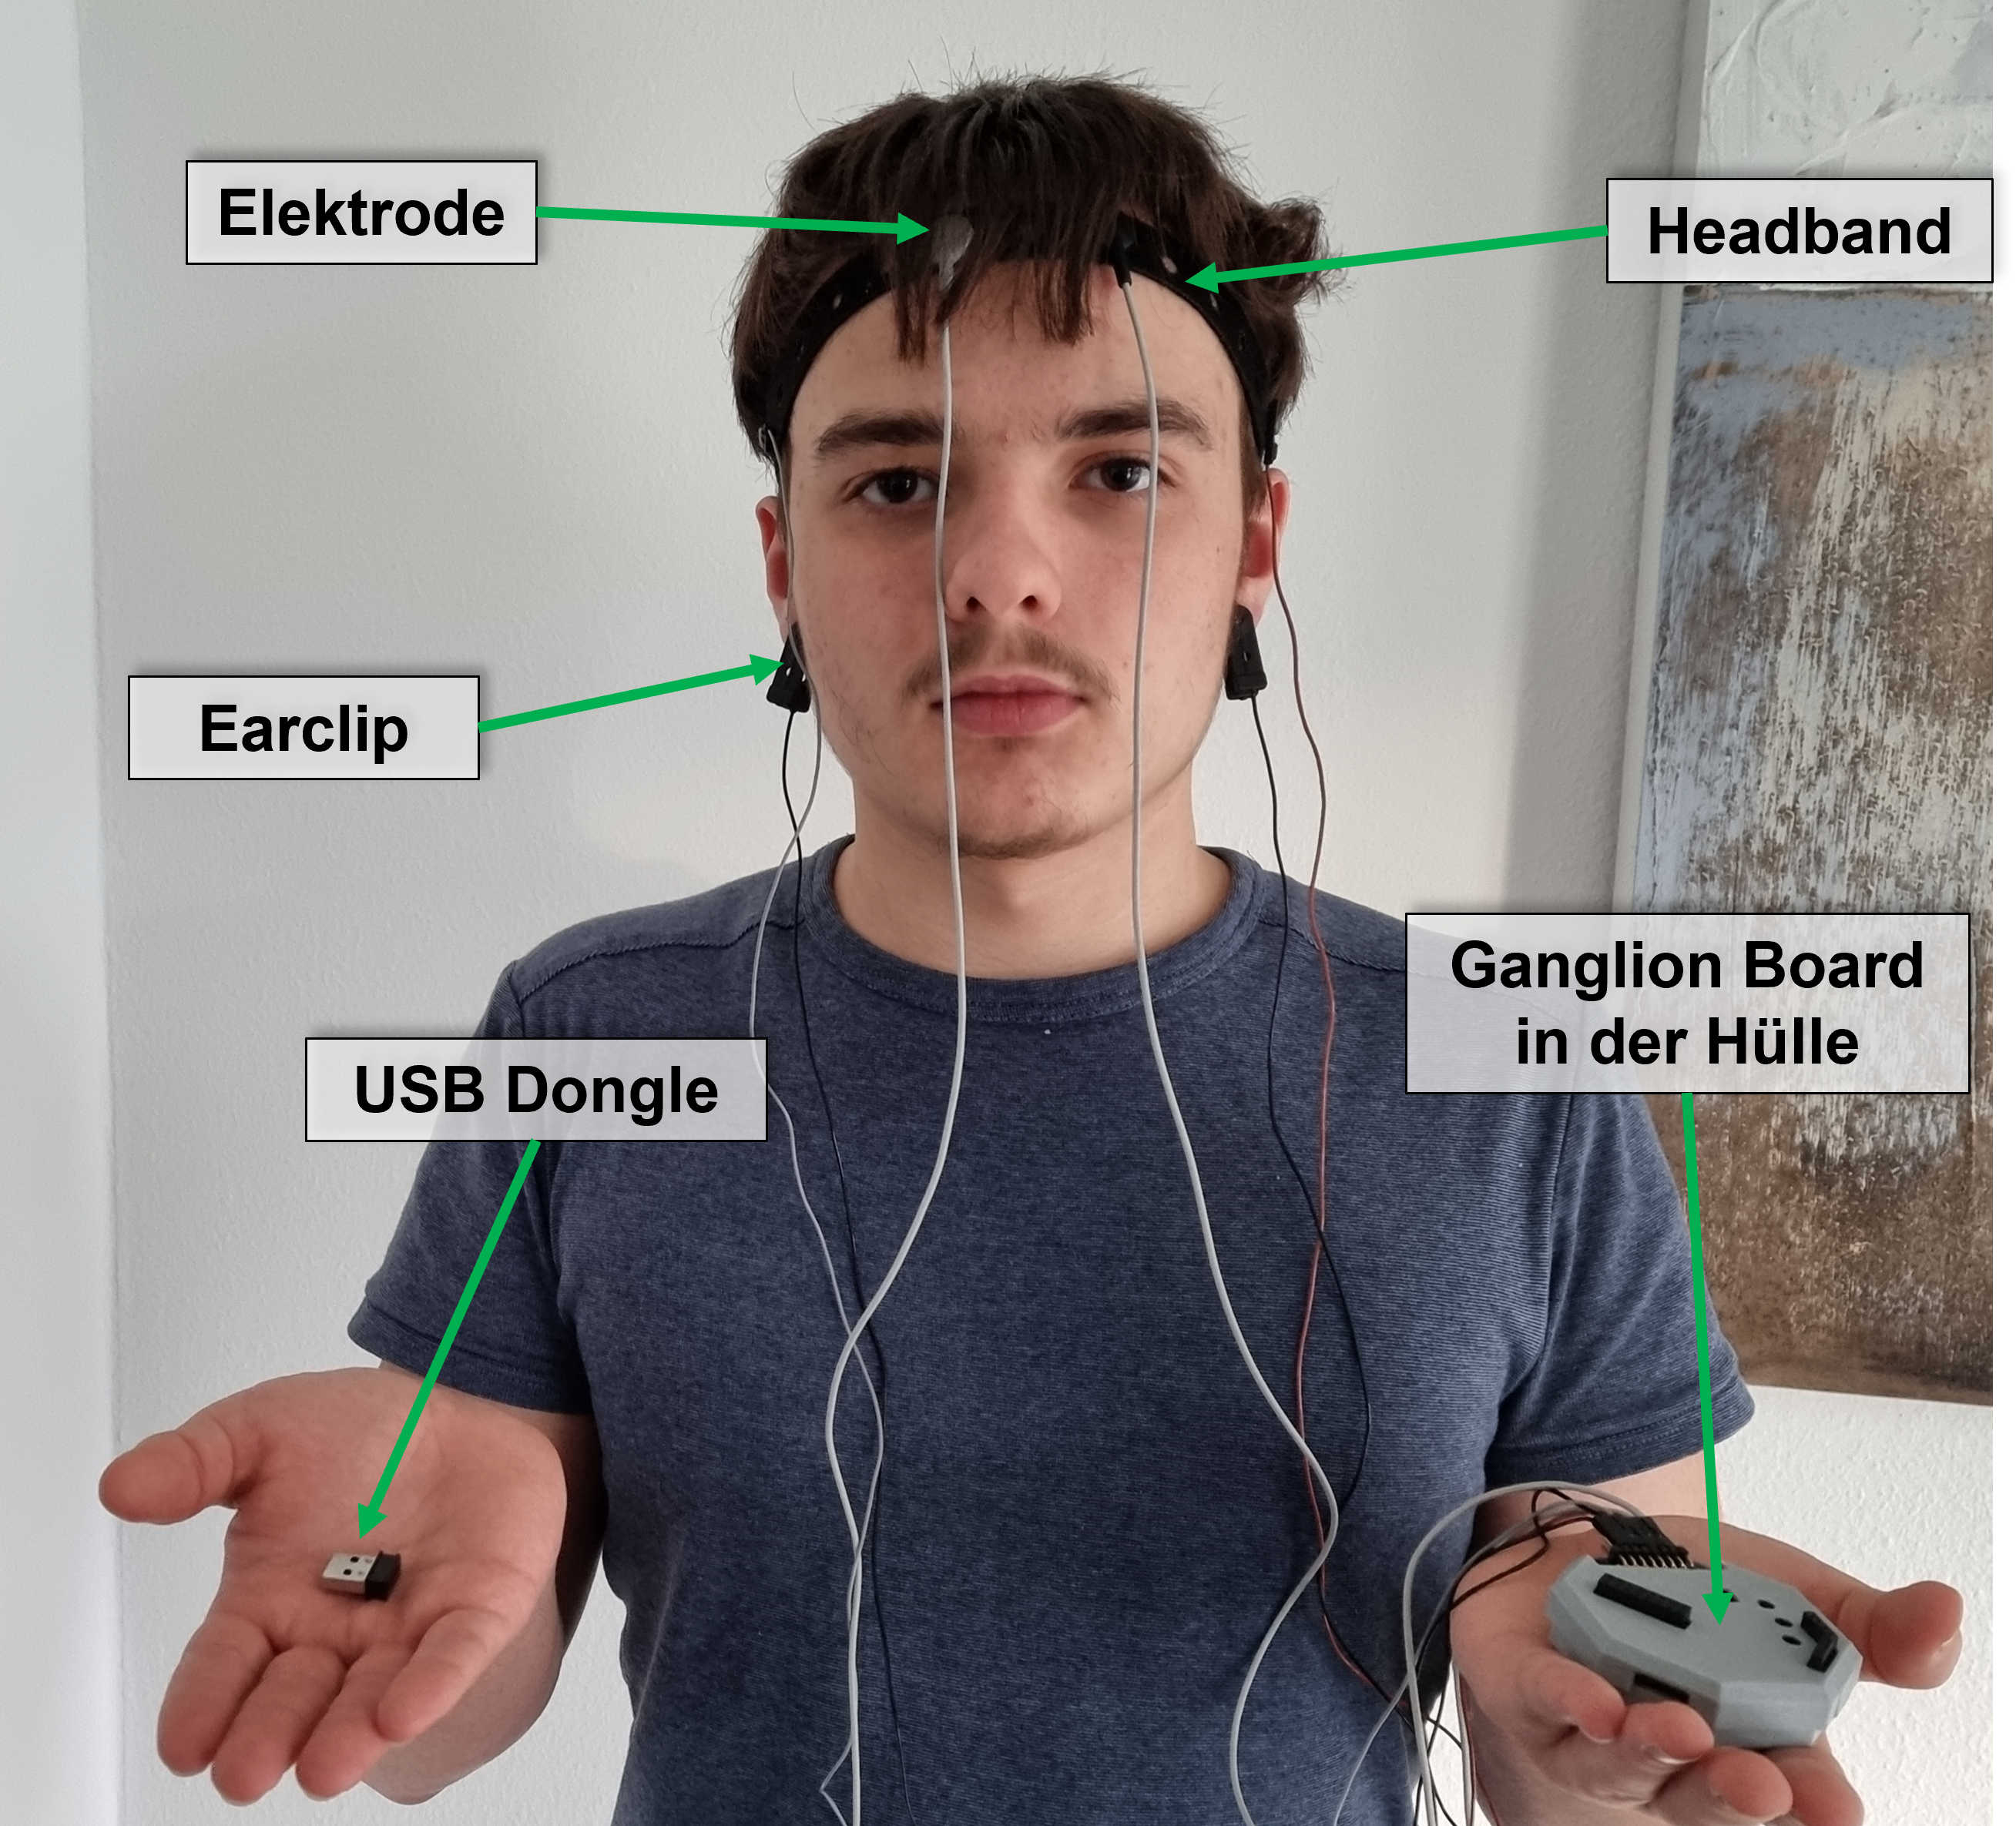 Elektrode
Headband
Earclip
Ganglion Board
in der Hülle
USB Dongle